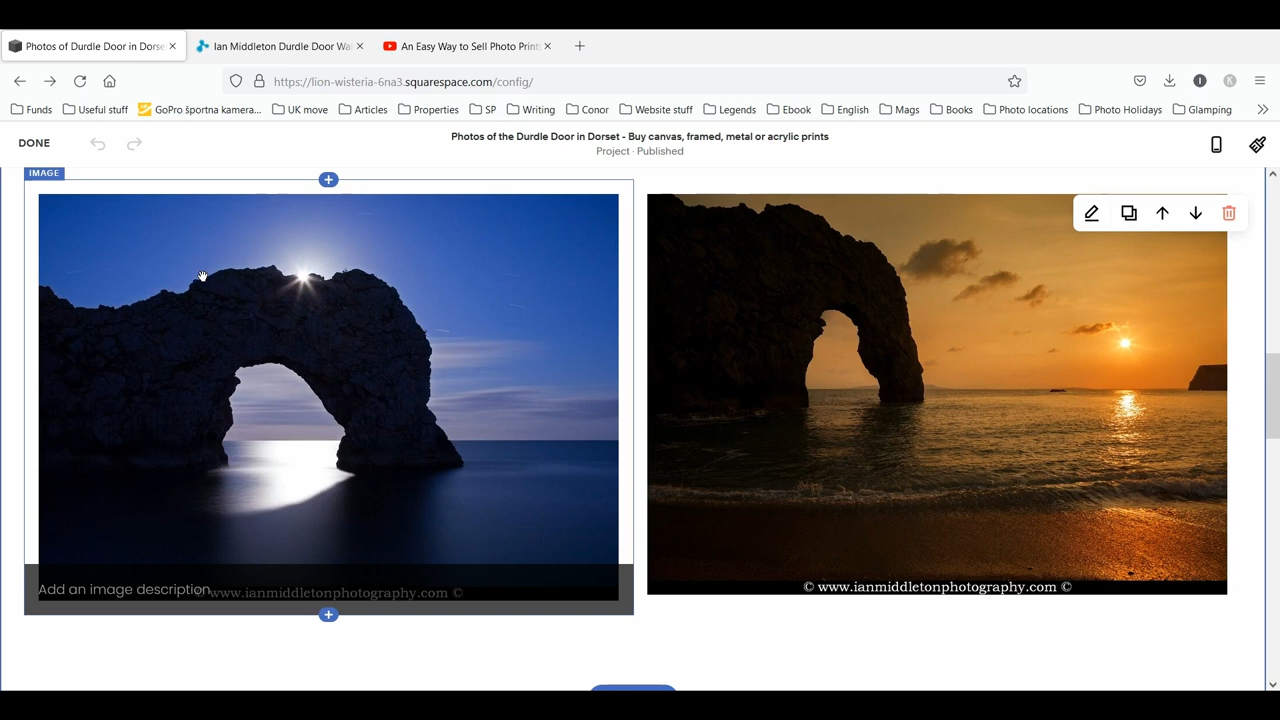 Photos of Durdle Door in Dorse
Ian Middleton Durdle Door Wa
An Easy Way to Sell Photo Print
https://lion-wisteria-6na3.squarespace.com/config/
Funds
Useful stuff
GoPro športna kamera...
UK move
Articles
Properties
SP
Writing
Conor
Website stuff
Legends
Ebook
English
Mags
Books
Photo locations
Photo Holidays
Glamping
DONE
Photos of the Durdle Door in Dorset - Buy canvas, framed, metal or acrylic prints
Project · Published
IMAGE
Add an image description
© www.ianmiddletonphotography.com ©
© www.ianmiddletonphotography.com ©